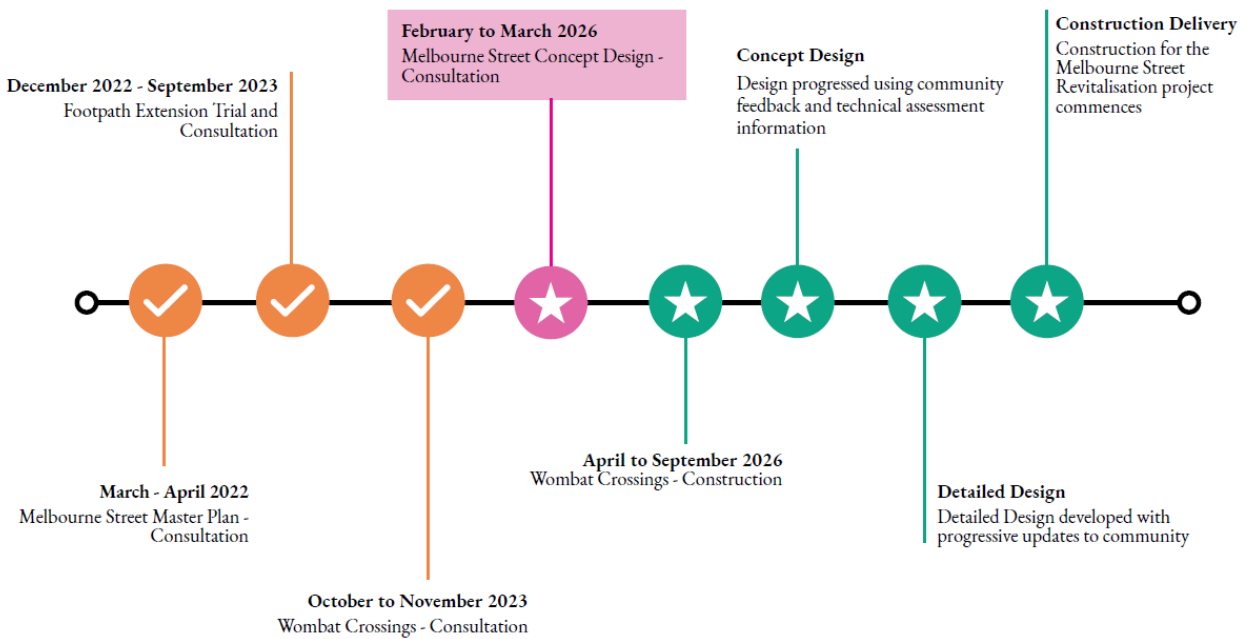 December 2022 - September 2023
Footpath Extension Trial and
Consultation
February to March 2026
Melbourne Street Concept Design -
Consultation
Concept Design
Design progressed using community
feedback and technical assessment
information
Construction Delivery
Construction for the
Melbourne Street
Revitalisation project
commences
March - April 2022
Melbourne Street Master Plan -
Consultation
October to November 2023
Wombat Crossings - Consultation
April to September 2026
Wombat Crossings - Construction
Detailed Design
Detailed Design developed with
progressive updates to community